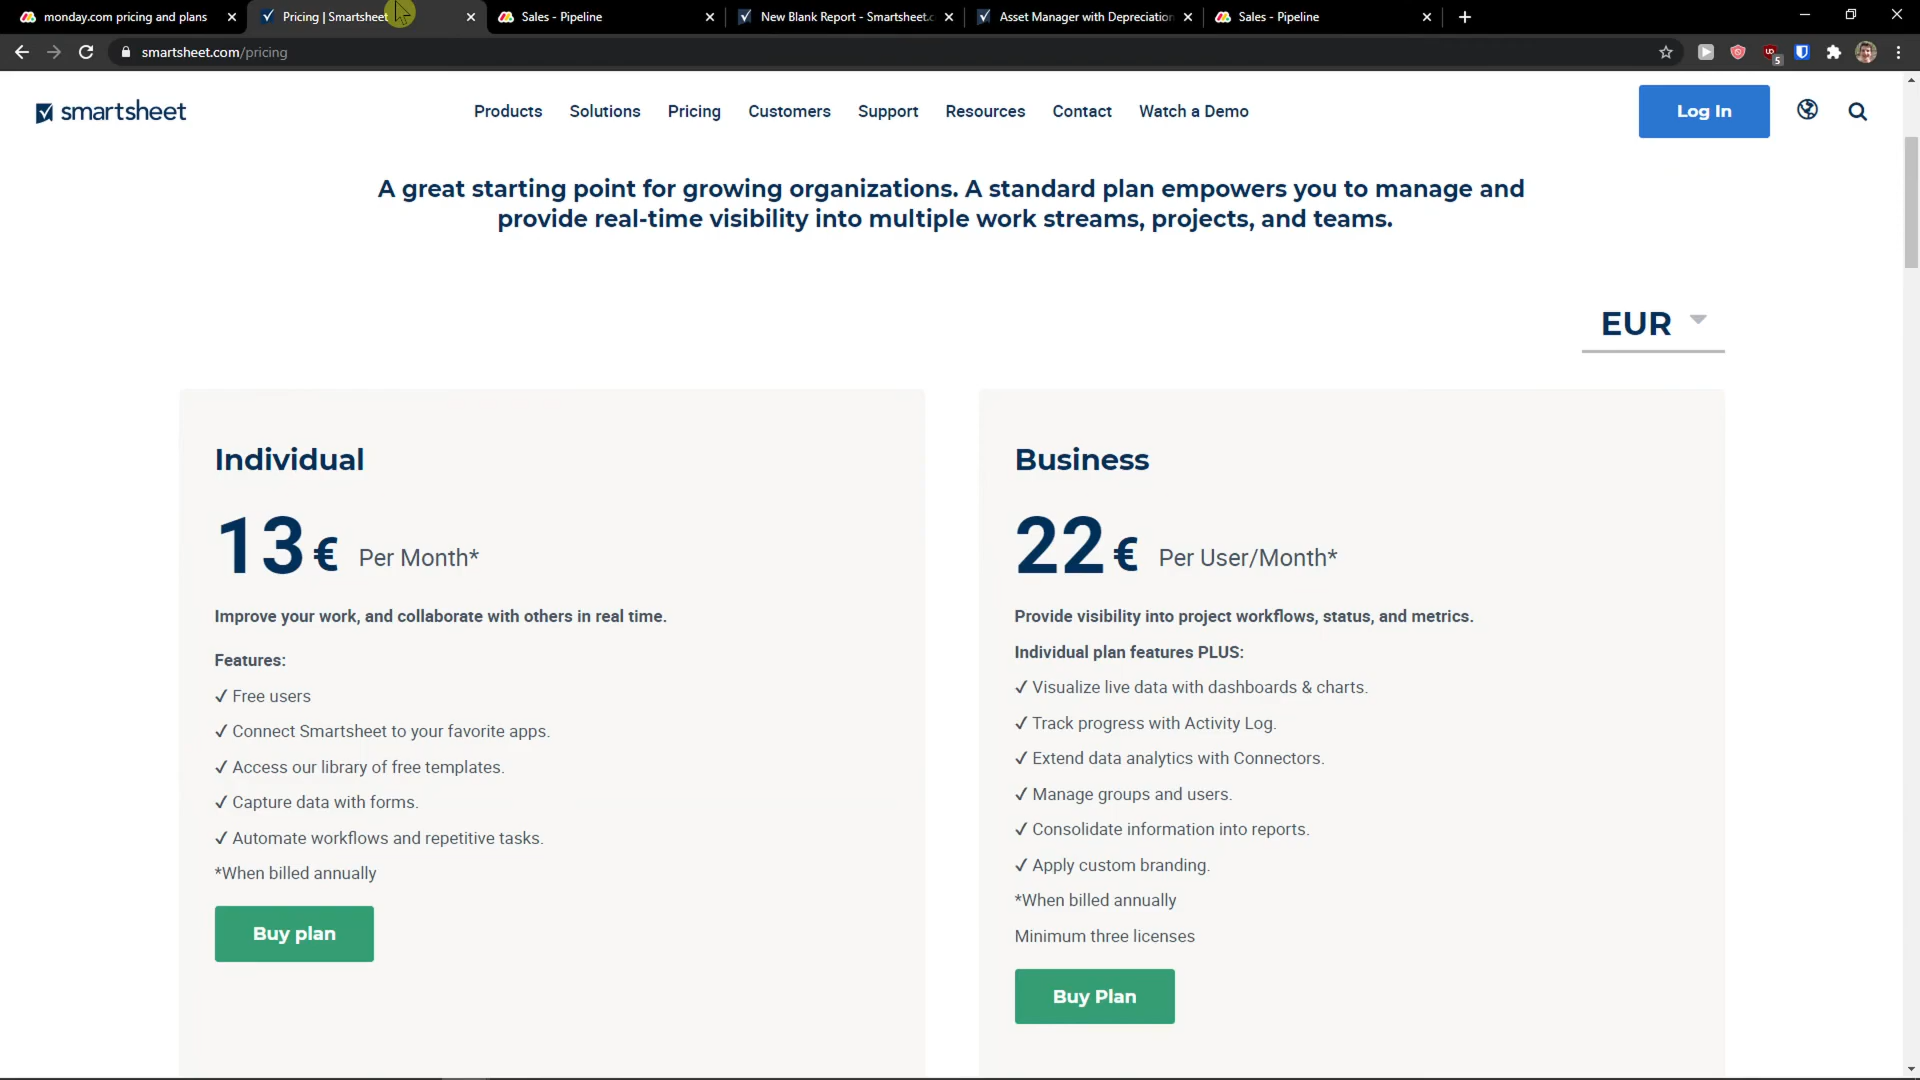 monday.com pricing and plans
Pricing | Smartsheet
Sales - Pipeline
New Blank Report - Smartsheet.c
Asset Manager with Depreciation
Sales - Pipeline
smartsheet.com/pricing
5
smartsheet
Products
Solutions
Pricing
Customers
Support
Resources
Contact
Watch a Demo
Log In
A great starting point for growing organizations. A standard plan empowers you to manage and
provide real-time visibility into multiple work streams, projects, and teams.
EUR
Individual
13 € Per Month*
Improve your work, and collaborate with others in real time.
Features:
✓ Free users
✓ Connect Smartsheet to your favorite apps.
✓ Access our library of free templates.
✓ Capture data with forms.
✓ Automate workflows and repetitive tasks.
*When billed annually
Buy plan
Business
22 € Per User/Month*
Provide visibility into project workflows, status, and metrics.
Individual plan features PLUS:
✓ Visualize live data with dashboards & charts.
✓ Track progress with Activity Log.
✓ Extend data analytics with Connectors.
✓ Manage groups and users.
✓ Consolidate information into reports.
✓ Apply custom branding.
*When billed annually
Minimum three licenses
Buy Plan